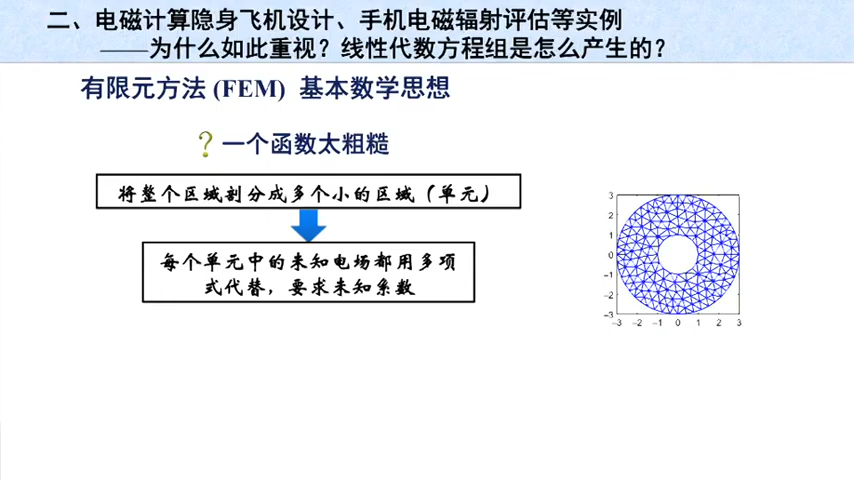 二、电磁计算隐身飞机设计、手机电磁辐射评估等实例
——为什么如此重视？线性代数方程组是怎么产生的？
有限元方法 (FEM) 基本数学思想
? 一个函数太粗糙
将整个区域剖分成多个小的区域（单元）
每个单元中的未知电场都用多项
式代替，要求未知系数
3
2
1
0
−1
−2
−3
−3 −2 −1 0 1 2 3